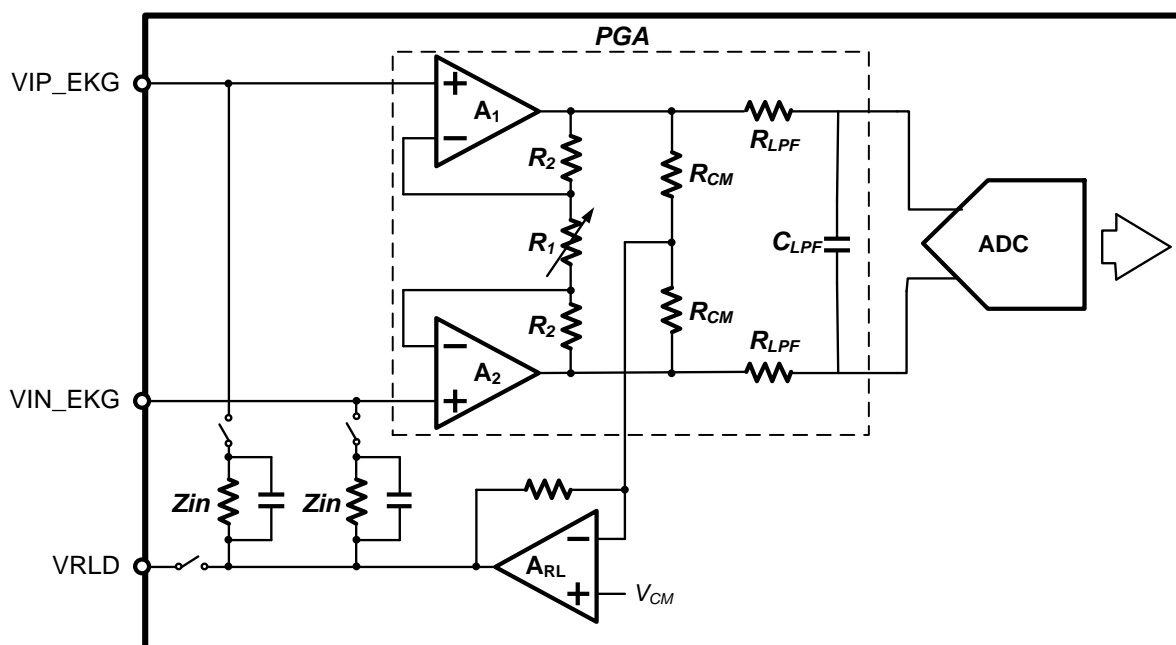 PGA
VIP_EKG
A1
R2
RLPF
RCM
R1
CLPF
ADC
R2
RCM
RLPF
A2
VIN_EKG
Zin
Zin
VRLD
ARL
VCM